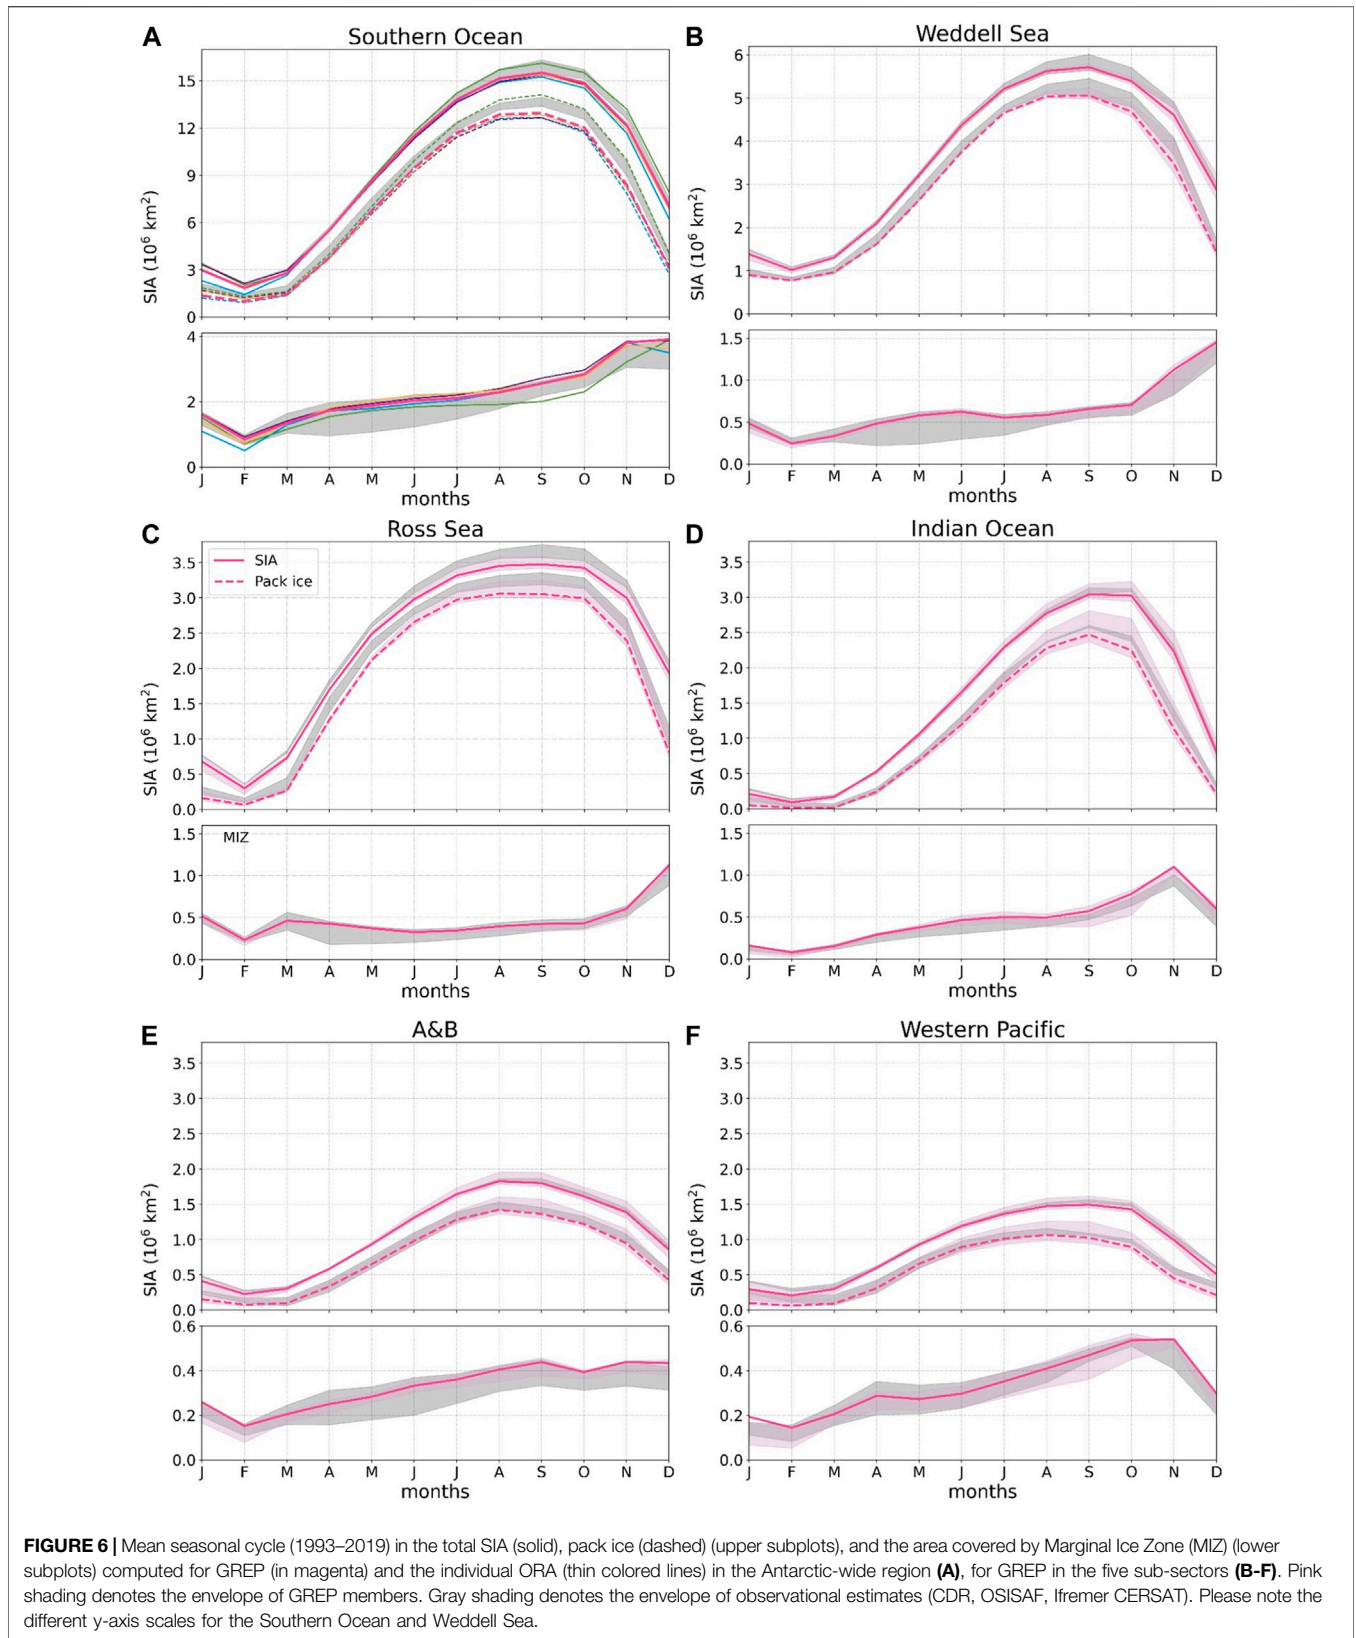 A
Southern Ocean
SIA (10⁶ km²)
15
12
9
6
3
0
4
2
0
J F M A M J J A S O N D
months
B
Weddell Sea
SIA (10⁶ km²)
6
5
4
3
2
1
0
1.5
1.0
0.5
0.0
J F M A M J J A S O N D
months
C
Ross Sea
SIA
Pack ice
SIA (10⁶ km²)
3.5
3.0
2.5
2.0
1.5
1.0
0.5
0.0
MIZ
1.5
1.0
0.5
0.0
J F M A M J J A S O N D
months
D
Indian Ocean
SIA (10⁶ km²)
3.5
3.0
2.5
2.0
1.5
1.0
0.5
0.0
1.5
1.0
0.5
0.0
J F M A M J J A S O N D
months
E
A&B
SIA (10⁶ km²)
3.5
3.0
2.5
2.0
1.5
1.0
0.5
0.0
0.6
0.4
0.2
0.0
J F M A M J J A S O N D
months
F
Western Pacific
SIA (10⁶ km²)
3.5
3.0
2.5
2.0
1.5
1.0
0.5
0.0
0.6
0.4
0.2
0.0
J F M A M J J A S O N D
months
FIGURE 6 | Mean seasonal cycle (1993–2019) in the total SIA (solid), pack ice (dashed) (upper subplots), and the area covered by Marginal Ice Zone (MIZ) (lower
subplots) computed for GREP (in magenta) and the individual ORA (thin colored lines) in the Antarctic-wide region (A), for GREP in the five sub-sectors (B-F). Pink
shading denotes the envelope of GREP members. Gray shading denotes the envelope of observational estimates (CDR, OSISAF, Ifremer CERSAT). Please note the
different y-axis scales for the Southern Ocean and Weddell Sea.